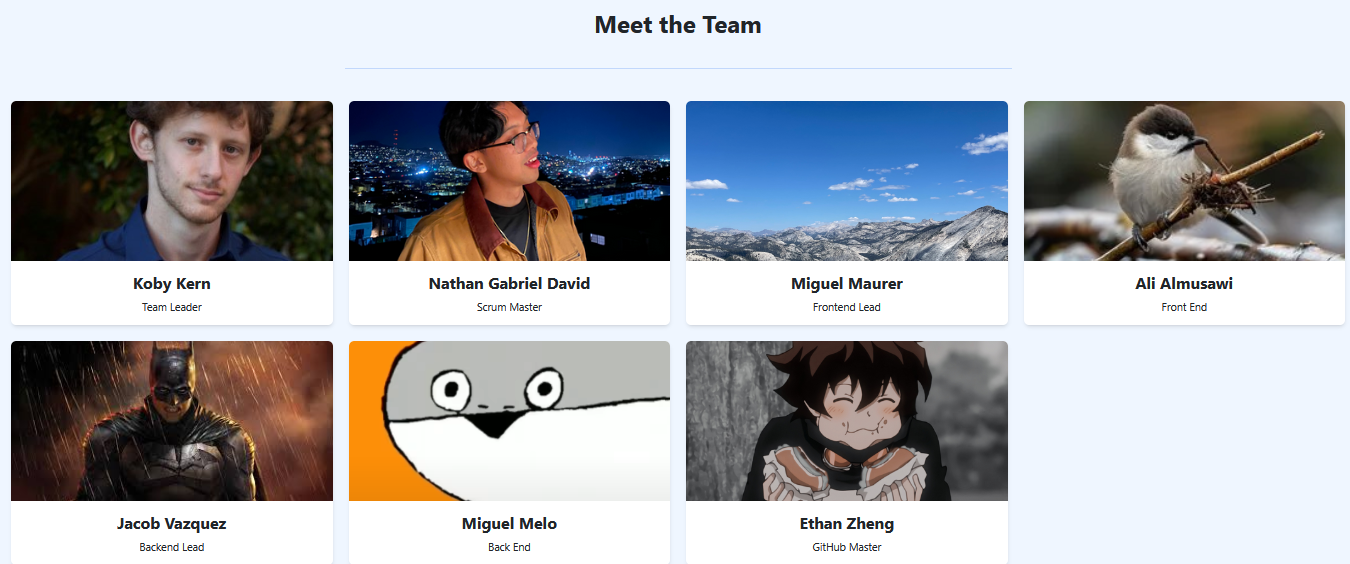 Meet the Team
Koby Kern
Team Leader
Nathan Gabriel David
Scrum Master
Miguel Maurer
Frontend Lead
Ali Almusawi
Front End
Jacob Vazquez
Backend Lead
Miguel Melo
Back End
Ethan Zheng
GitHub Master